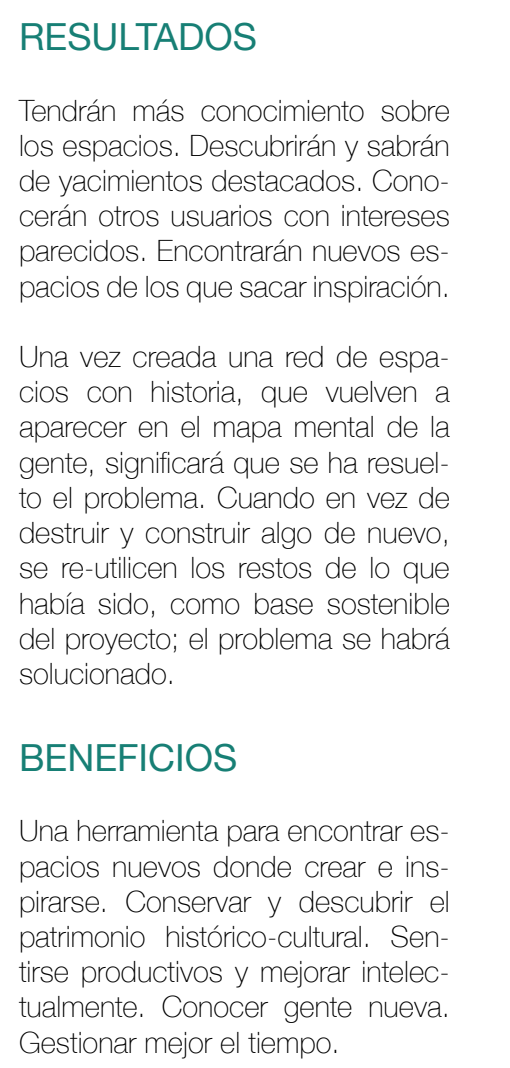 RESULTADOS
Tendrán más conocimiento sobre
los espacios. Descubrirán y sabrán
de yacimientos destacados. Cono-
cerán otros usuarios con intereses
parecidos. Encontrarán nuevos es-
pacios de los que sacar inspiración.
Una vez creada una red de espa-
cios con historia, que vuelven a
aparecer en el mapa mental de la
gente, significará que se ha resuel-
to el problema. Cuando en vez de
destruir y construir algo de nuevo,
se re-utilicen los restos de lo que
había sido, como base sostenible
del proyecto; el problema se habrá
solucionado.
BENEFICIOS
Una herramienta para encontrar es-
pacios nuevos donde crear e ins-
pirarse. Conservar y descubrir el
patrimonio histórico-cultural. Sen-
tirse productivos y mejorar intelec-
tualmente. Conocer gente nueva.
Gestionar mejor el tiempo.